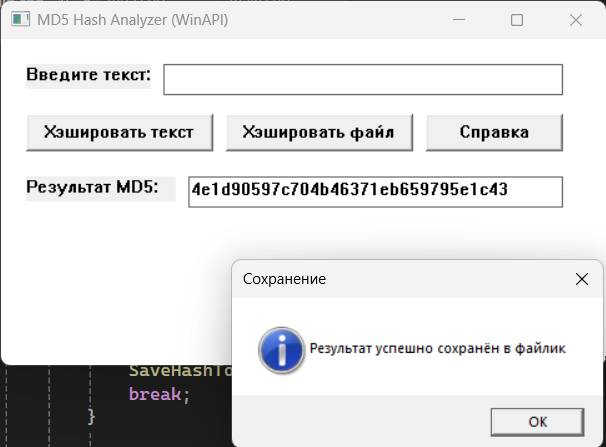 MD5 Hash Analyzer (WinAPI)
Введите текст:
Хэшировать текст Хэшировать файл Справка
Результат MD5: 4e1d90597c704b46371eb659795e1c43
Сохранение
Результат успешно сохранён в файлик
OK
SaveHashTo
break;
}